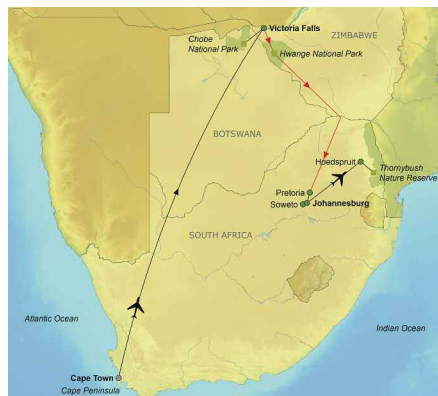 Victoria Falls
ZIMBABWE
Chobe
National Park
Hwange National Park
BOTSWANA
Hoedspruit
Thornybush
Nature Reserve
Pretoria
Soweto
Johannesburg
SOUTH AFRICA
Atlantic Ocean
Indian Ocean
Cape Town
Cape Peninsula